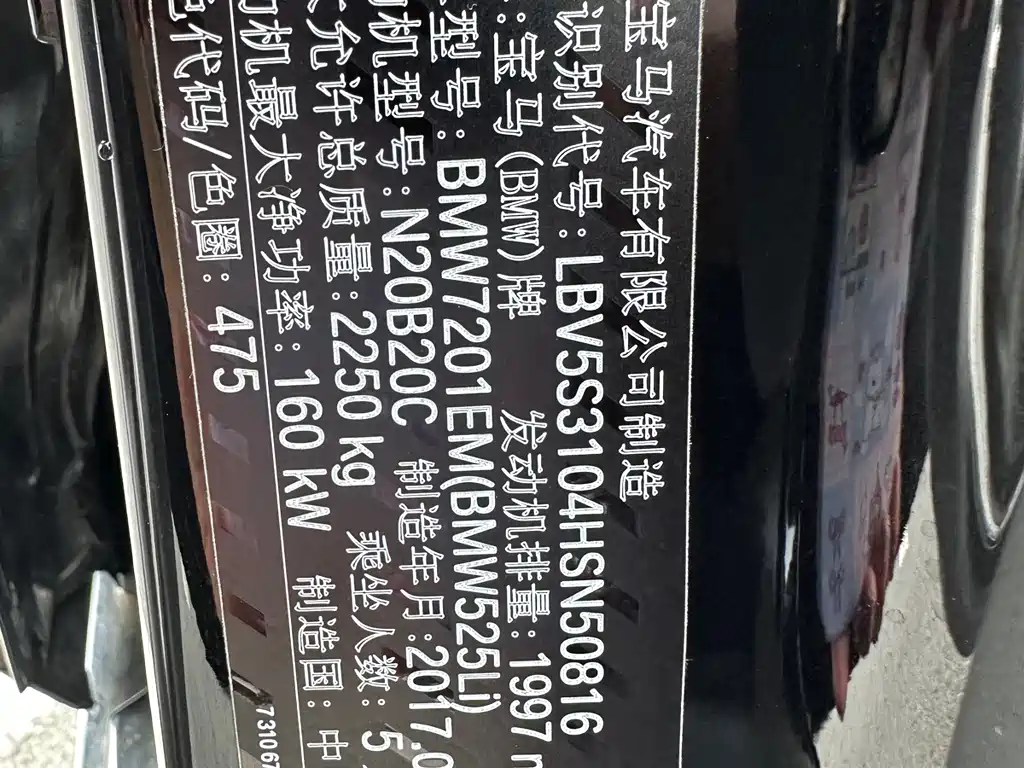 宝马汽车有限公司制造
识别代号:LBV5S3104HSN50816
:宝马(BMW)牌 发动机排量:1997 m
型号:BMW7201EM(BMW525Li)
机型号:N20B20C 制造年月:2017.0
允许总质量:2250 kg 乘坐人数:5
机最大净功率:160 kW 制造国:中
色代码/色圈: 475
73106